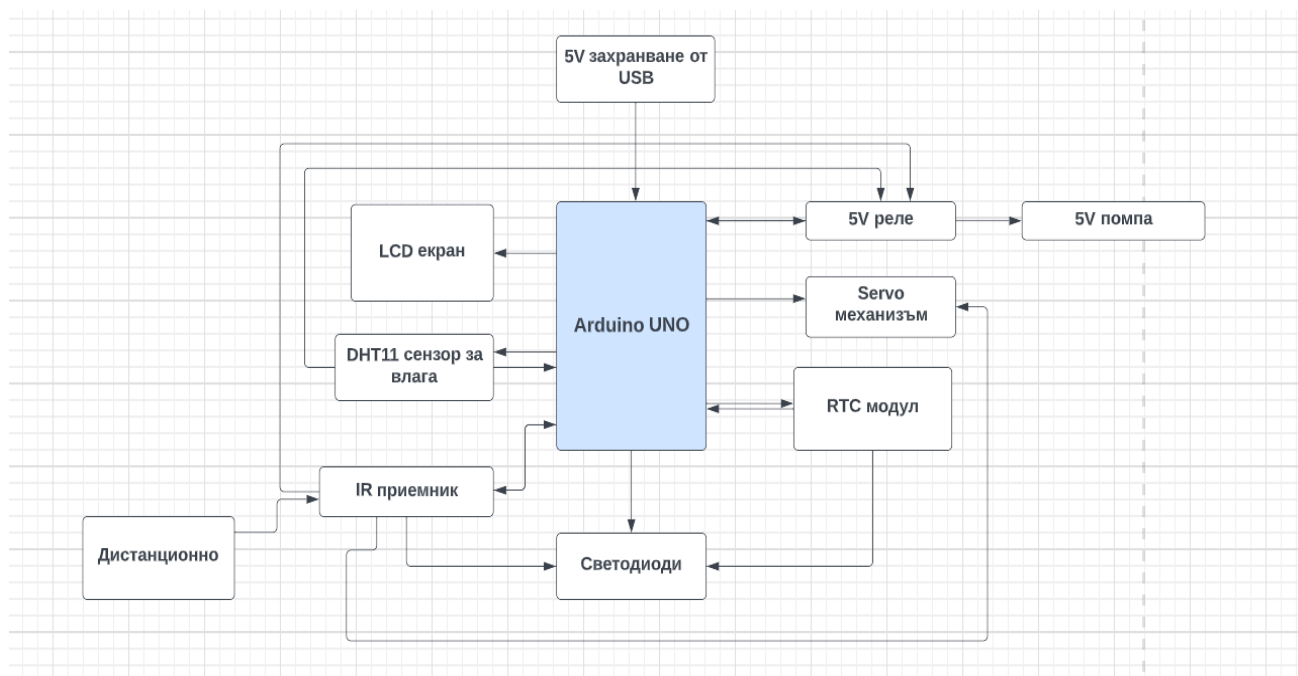 5V захранване от
USB
LCD екран
5V реле
5V помпа
Servo
механизъм
Arduino UNO
DHT11 сензор за
влага
RTC модул
IR приемник
Дистанционно
Светодиоди